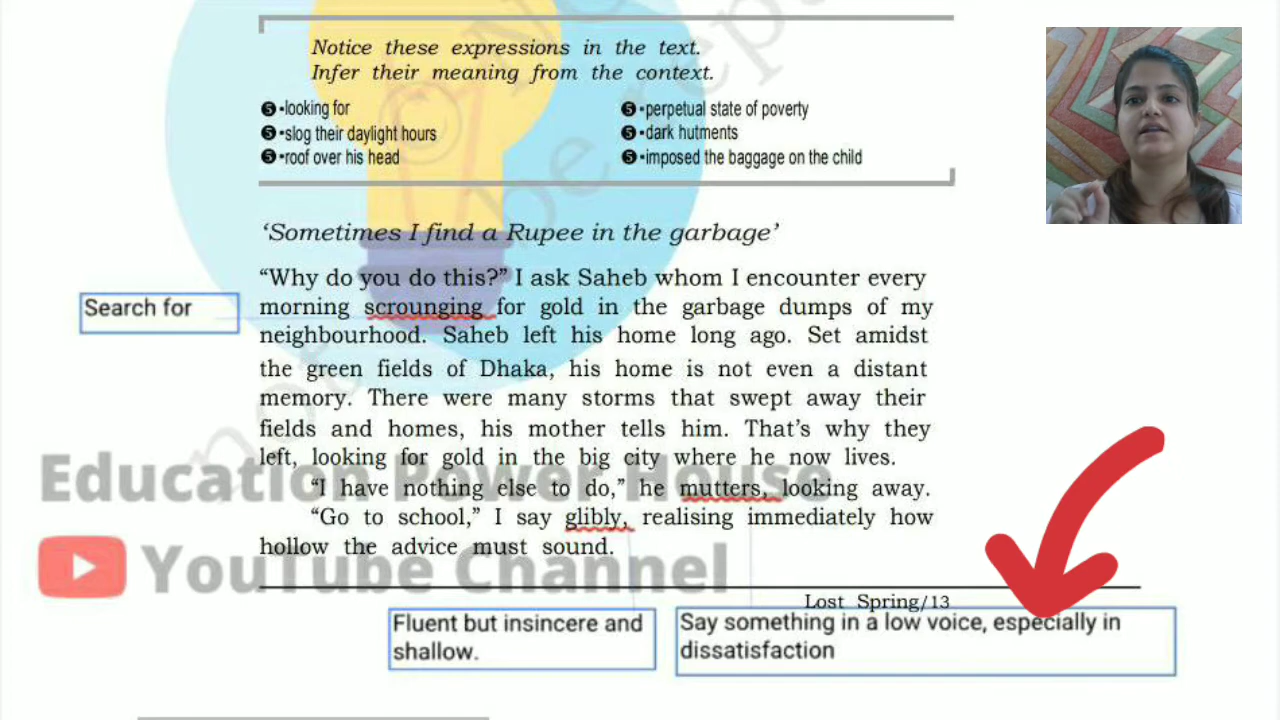 Notice these expressions in the text.
Infer their meaning from the context.
❺•looking for
❺•slog their daylight hours
❺•roof over his head
❺•perpetual state of poverty
❺•dark hutments
❺•imposed the baggage on the child
‘Sometimes I find a Rupee in the garbage’
“Why do you do this?” I ask Saheb whom I encounter every
morning scrounging for gold in the garbage dumps of my
neighbourhood. Saheb left his home long ago. Set amidst
the green fields of Dhaka, his home is not even a distant
memory. There were many storms that swept away their
fields and homes, his mother tells him. That’s why they
left, looking for gold in the big city where he now lives.
“I have nothing else to do,” he mutters, looking away.
“Go to school,” I say glibly, realising immediately how
hollow the advice must sound.
Search for
Education Power House
YouTube Channel
Lost Spring/13
Fluent but insincere and
shallow.
Say something in a low voice, especially in
dissatisfaction